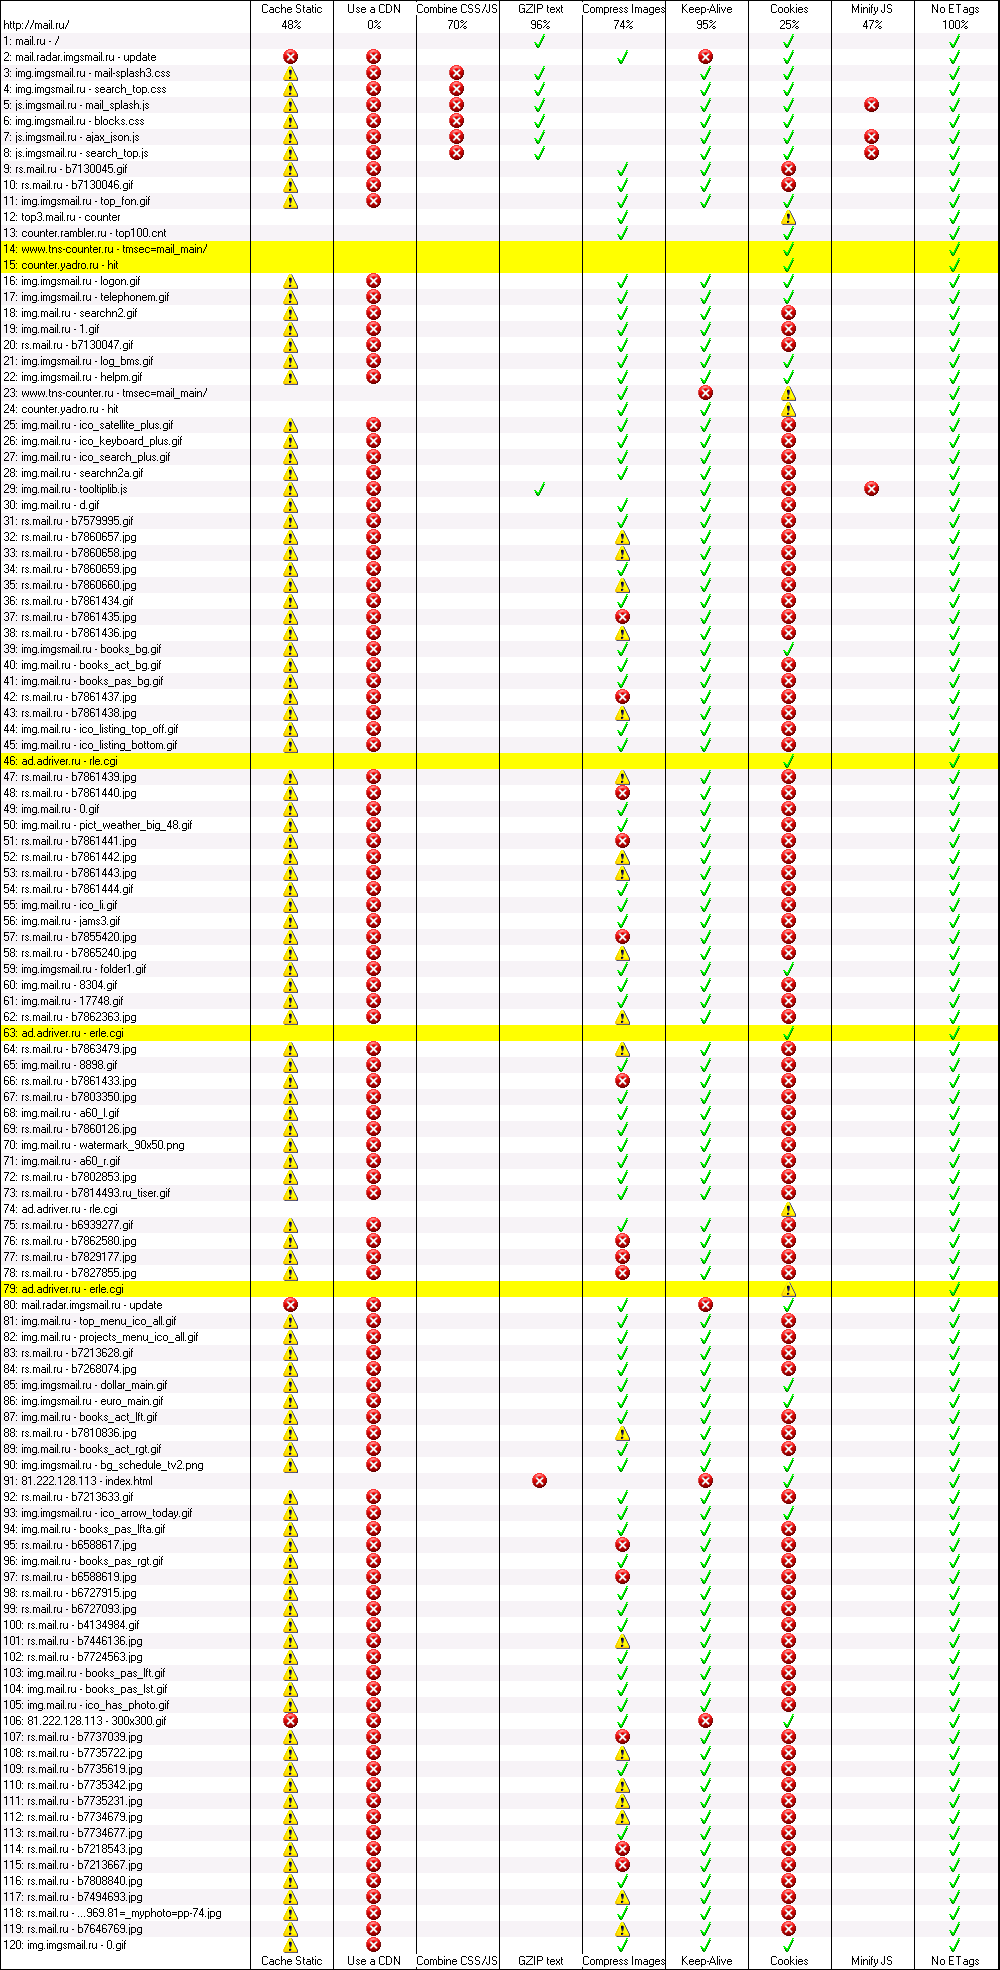 Cache Static Use a CDN Combine CSS/JS GZIP text Compress Images Keep-Alive Cookies Minify JS No ETags
http://mail.ru/ 48% 0% 70% 96% 74% 95% 25% 47% 100%
1: mail.ru - /
2: mail.radar.imgsmail.ru - update
3: img.imgsmail.ru - mail-splash3.css
4: img.imgsmail.ru - search_top.css
5: js.imgsmail.ru - mail_splash.js
6: img.imgsmail.ru - blocks.css
7: js.imgsmail.ru - ajax_json.js
8: js.imgsmail.ru - search_top.js
9: rs.mail.ru - b7130045.gif
10: rs.mail.ru - b7130046.gif
11: img.imgsmail.ru - top_fon.gif
12: top3.mail.ru - counter
13: counter.rambler.ru - top100.cnt
14: www.tns-counter.ru - tmsec=mail_main/
15: counter.yadro.ru - hit
16: img.imgsmail.ru - logon.gif
17: img.imgsmail.ru - telephonem.gif
18: img.mail.ru - searchn2.gif
19: img.mail.ru - 1.gif
20: rs.mail.ru - b7130047.gif
21: img.imgsmail.ru - log_bms.gif
22: img.imgsmail.ru - helpm.gif
23: www.tns-counter.ru - tmsec=mail_main/
24: counter.yadro.ru - hit
25: img.mail.ru - ico_satellite_plus.gif
26: img.mail.ru - ico_keyboard_plus.gif
27: img.mail.ru - ico_search_plus.gif
28: img.mail.ru - searchn2a.gif
29: img.mail.ru - tooltiplib.js
30: img.mail.ru - d.gif
31: rs.mail.ru - b7579995.gif
32: rs.mail.ru - b7860657.jpg
33: rs.mail.ru - b7860658.jpg
34: rs.mail.ru - b7860659.jpg
35: rs.mail.ru - b7860660.jpg
36: rs.mail.ru - b7861434.gif
37: rs.mail.ru - b7861435.jpg
38: rs.mail.ru - b7861436.jpg
39: img.imgsmail.ru - books_bg.gif
40: img.mail.ru - books_act_bg.gif
41: img.mail.ru - books_pas_bg.gif
42: rs.mail.ru - b7861437.jpg
43: rs.mail.ru - b7861438.jpg
44: img.mail.ru - ico_listing_top_off.gif
45: img.mail.ru - ico_listing_bottom.gif
46: ad.adriver.ru - rle.cgi
47: rs.mail.ru - b7861439.jpg
48: rs.mail.ru - b7861440.jpg
49: img.mail.ru - 0.gif
50: img.mail.ru - pict_weather_big_48.gif
51: rs.mail.ru - b7861441.jpg
52: rs.mail.ru - b7861442.jpg
53: rs.mail.ru - b7861443.jpg
54: rs.mail.ru - b7861444.gif
55: img.mail.ru - ico_li.gif
56: img.mail.ru - jams3.gif
57: rs.mail.ru - b7855420.jpg
58: rs.mail.ru - b7865240.jpg
59: img.imgsmail.ru - folder1.gif
60: img.mail.ru - 8304.gif
61: img.mail.ru - 17748.gif
62: rs.mail.ru - b7862363.jpg
63: ad.adriver.ru - erle.cgi
64: rs.mail.ru - b7863479.jpg
65: img.mail.ru - 8898.gif
66: rs.mail.ru - b7861433.jpg
67: rs.mail.ru - b7803350.jpg
68: img.mail.ru - a60_l.gif
69: rs.mail.ru - b7860126.jpg
70: img.mail.ru - watermark_90x50.png
71: img.mail.ru - a60_r.gif
72: rs.mail.ru - b7802853.jpg
73: rs.mail.ru - b7814493.ru_tiser.gif
74: ad.adriver.ru - rle.cgi
75: rs.mail.ru - b6939277.gif
76: rs.mail.ru - b7862580.jpg
77: rs.mail.ru - b7829177.jpg
78: rs.mail.ru - b7827855.jpg
79: ad.adriver.ru - erle.cgi
80: mail.radar.imgsmail.ru - update
81: img.mail.ru - top_menu_ico_all.gif
82: img.mail.ru - projects_menu_ico_all.gif
83: rs.mail.ru - b7213628.gif
84: rs.mail.ru - b7268074.jpg
85: img.imgsmail.ru - dollar_main.gif
86: img.imgsmail.ru - euro_main.gif
87: img.mail.ru - books_act_lft.gif
88: rs.mail.ru - b7810836.jpg
89: img.mail.ru - books_act_rgt.gif
90: img.imgsmail.ru - bg_schedule_tv2.png
91: 81.222.128.113 - index.html
92: rs.mail.ru - b7213633.gif
93: img.imgsmail.ru - ico_arrow_today.gif
94: img.mail.ru - books_pas_lfta.gif
95: rs.mail.ru - b6588617.jpg
96: img.mail.ru - books_pas_rgt.gif
97: rs.mail.ru - b6588619.jpg
98: rs.mail.ru - b6727915.jpg
99: rs.mail.ru - b6727093.jpg
100: rs.mail.ru - b4134984.gif
101: rs.mail.ru - b7446136.jpg
102: rs.mail.ru - b7724563.jpg
103: img.mail.ru - books_pas_lft.gif
104: img.mail.ru - books_pas_lst.gif
105: img.mail.ru - ico_has_photo.gif
106: 81.222.128.113 - 300x300.gif
107: rs.mail.ru - b7737039.jpg
108: rs.mail.ru - b7735722.jpg
109: rs.mail.ru - b7735619.jpg
110: rs.mail.ru - b7735342.jpg
111: rs.mail.ru - b7735231.jpg
112: rs.mail.ru - b7734679.jpg
113: rs.mail.ru - b7734677.jpg
114: rs.mail.ru - b7218543.jpg
115: rs.mail.ru - b7213667.jpg
116: rs.mail.ru - b7808840.jpg
117: rs.mail.ru - b7494693.jpg
118: rs.mail.ru - ...969.81=_myphoto=pp-74.jpg
119: rs.mail.ru - b7646769.jpg
120: img.imgsmail.ru - 0.gif
Cache Static Use a CDN Combine CSS/JS GZIP text Compress Images Keep-Alive Cookies Minify JS No ETags